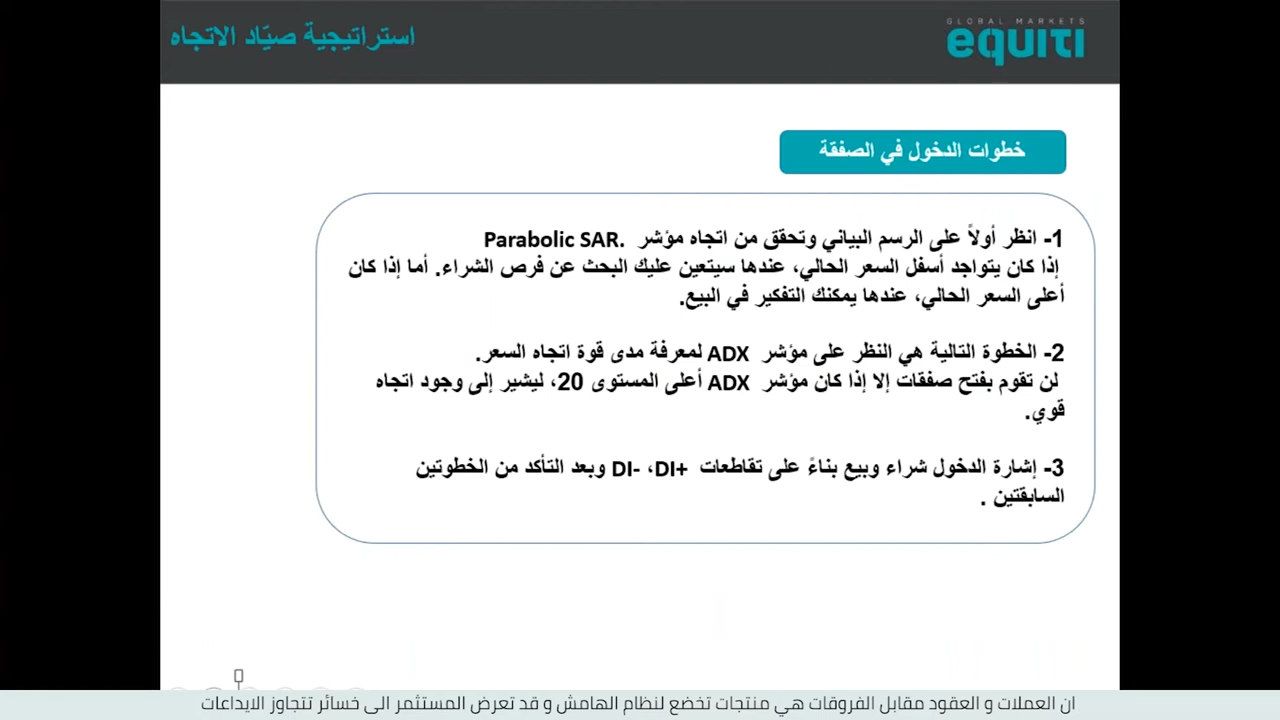 استراتيجية صيّاد الاتجاه
GLOBAL MARKETS
equiti
خطوات الدخول في الصفقة
1- انظر أولاً على الرسم البياني وتحقق من اتجاه مؤشر Parabolic SAR.
إذا كان يتواجد أسفل السعر الحالي، عندها سيتعين عليك البحث عن فرص الشراء. أما إذا كان
أعلى السعر الحالي، عندها يمكنك التفكير في البيع.
2- الخطوة التالية هي النظر على مؤشر ADX لمعرفة مدى قوة اتجاه السعر.
لن تقوم بفتح صفقات إلا إذا كان مؤشر ADX أعلى المستوى 20، ليشير إلى وجود اتجاه
قوي.
3- إشارة الدخول شراء وبيع بناءً على تقاطعات DI+، DI- وبعد التأكد من الخطوتين
السابقتين .
ان العملات و العقود مقابل الفروقات هي منتجات تخضع لنظام الهامش و قد تعرض المستثمر الى خسائر تتجاوز الايداعات